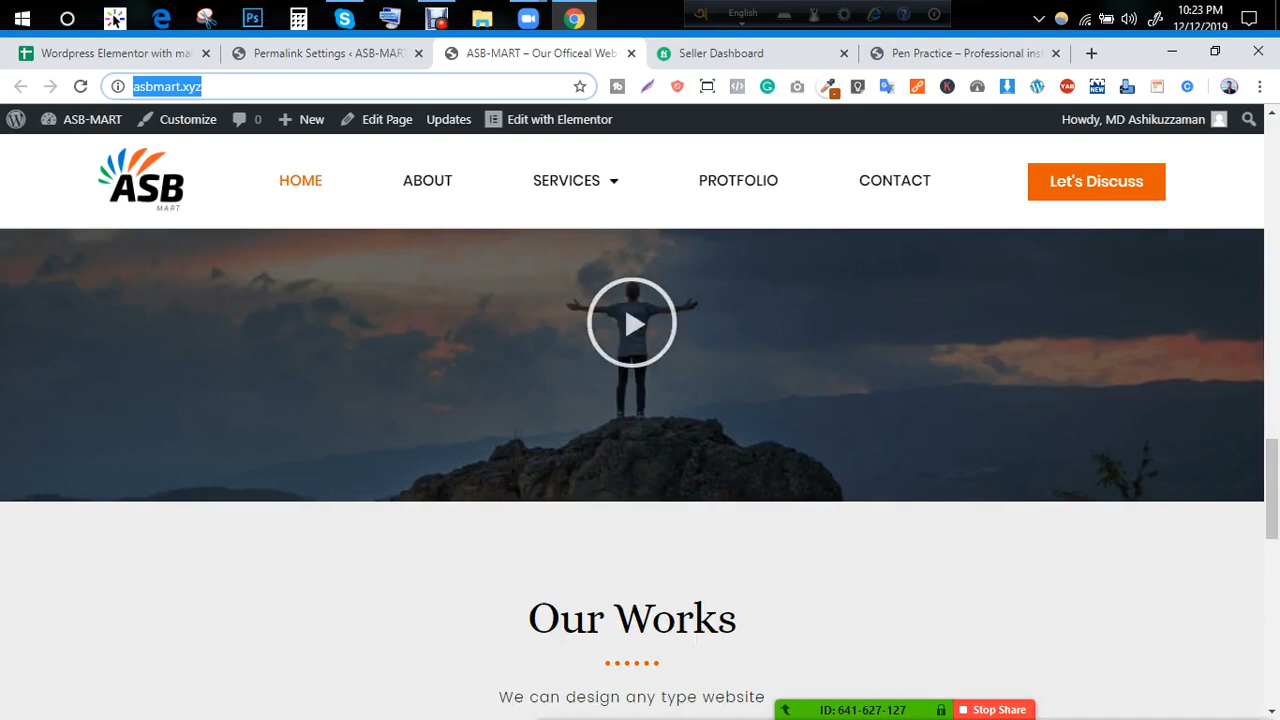 English
10:23 PM
12/12/2019
Wordpress Elementor with ma
Permalink Settings ‹ ASB-MART
ASB-MART – Our Officeal Web
Seller Dashboard
Pen Practice – Professional inst
asbmart.xyz
ASB-MART
Customize
0
New
Edit Page
Updates
Edit with Elementor
Howdy, MD Ashikuzzaman
ASB
MART
HOME
ABOUT
SERVICES
PROTFOLIO
CONTACT
Let's Discuss
Our Works
We can design any type website
ID: 641-627-127
Stop Share